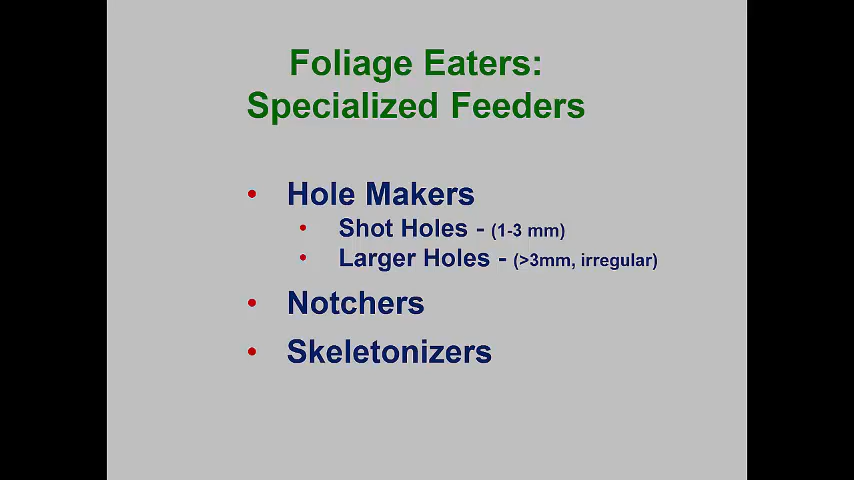 Foliage Eaters:
Specialized Feeders
• Hole Makers
• Shot Holes - (1-3 mm)
• Larger Holes - (>3mm, irregular)
• Notchers
• Skeletonizers